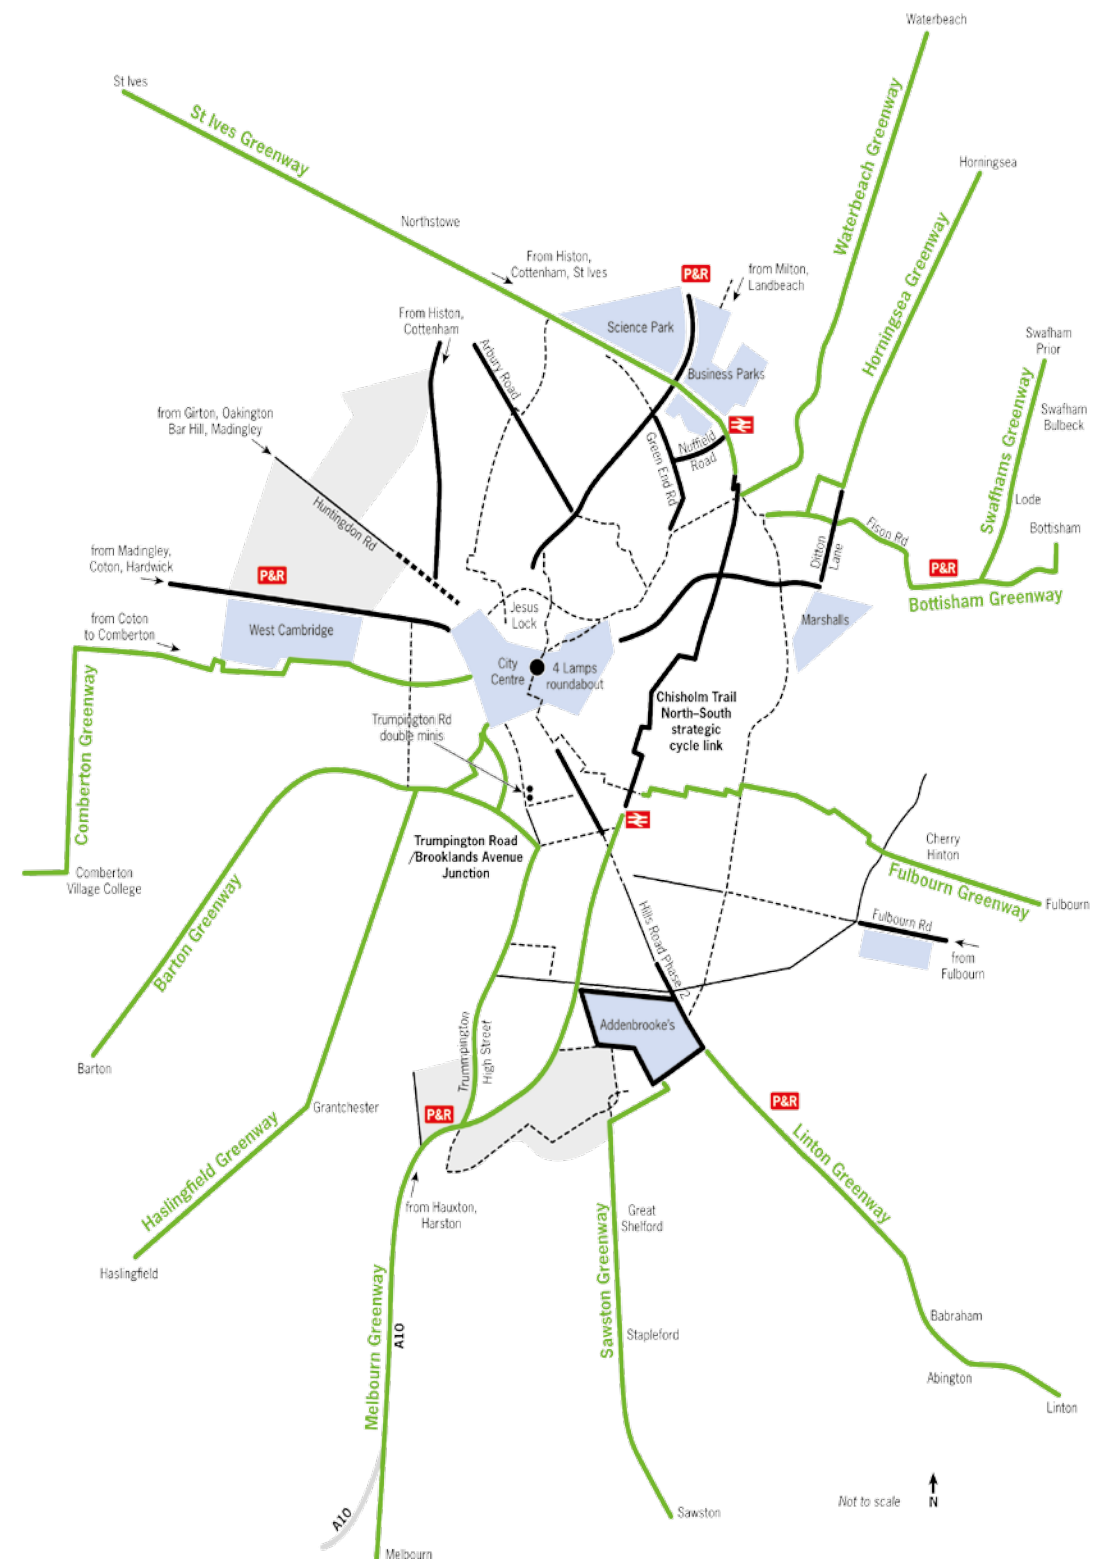 Waterbeach
St Ives
St Ives Greenway
Waterbeach Greenway
Horningsea
Northstowe
Horningsea Greenway
From Histon,
Cottenham, St Ives
P&R
from Milton,
Landbeach
From Histon,
Cottenham
Science Park
Swafham
Prior
Arbury Road
Business Parks
Swafhams Greenway
Swafham
Bulbeck
from Girton, Oakington
Bar Hill, Madingley
Green End Rd
Nuffield
Road
Huntingdon Rd
Lode
Bottisham
Fison Rd
Ditton
Lane
from Madingley,
Coton, Hardwick
P&R
P&R
Bottisham Greenway
Jesus
Lock
Marshalls
from Coton
to Comberton
West Cambridge
City
Centre
4 Lamps
roundabout
Chisholm Trail
North–South
strategic
cycle link
Comberton Greenway
Trumpington Rd
double minis
Trumpington Road
/Brooklands Avenue
Junction
Cherry
Hinton
Comberton
Village College
Fulbourn Greenway
Fulbourn
Barton Greenway
Hills Road Phase 2
Fulbourn Rd
from
Fulbourn
Addenbrooke's
Trummpington
High Street
Barton
Grantchester
P&R
P&R
Haslingfield Greenway
Linton Greenway
from Hauxton,
Harston
Great
Shelford
Sawston Greenway
Haslingfield
Melbourn Greenway
A10
Stapleford
Babraham
Abington
Linton
A10
Not to scale
N
Sawston
Melbourn